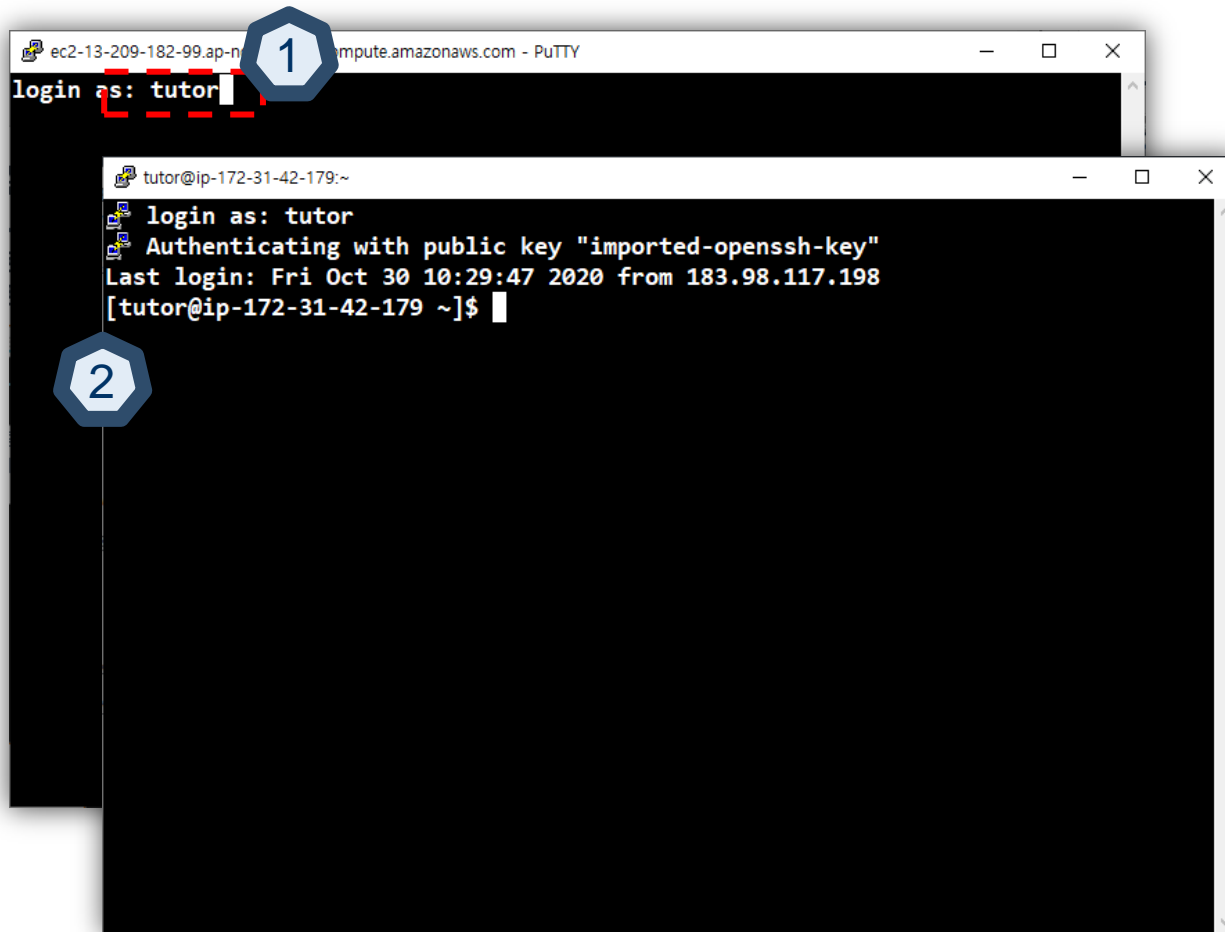 1
ec2-13-209-182-99.ap-n ompute.amazonaws.com - PuTTY
login as: tutor
tutor@ip-172-31-42-179:~
login as: tutor
Authenticating with public key "imported-openssh-key"
Last login: Fri Oct 30 10:29:47 2020 from 183.98.117.198
[tutor@ip-172-31-42-179 ~]$
2